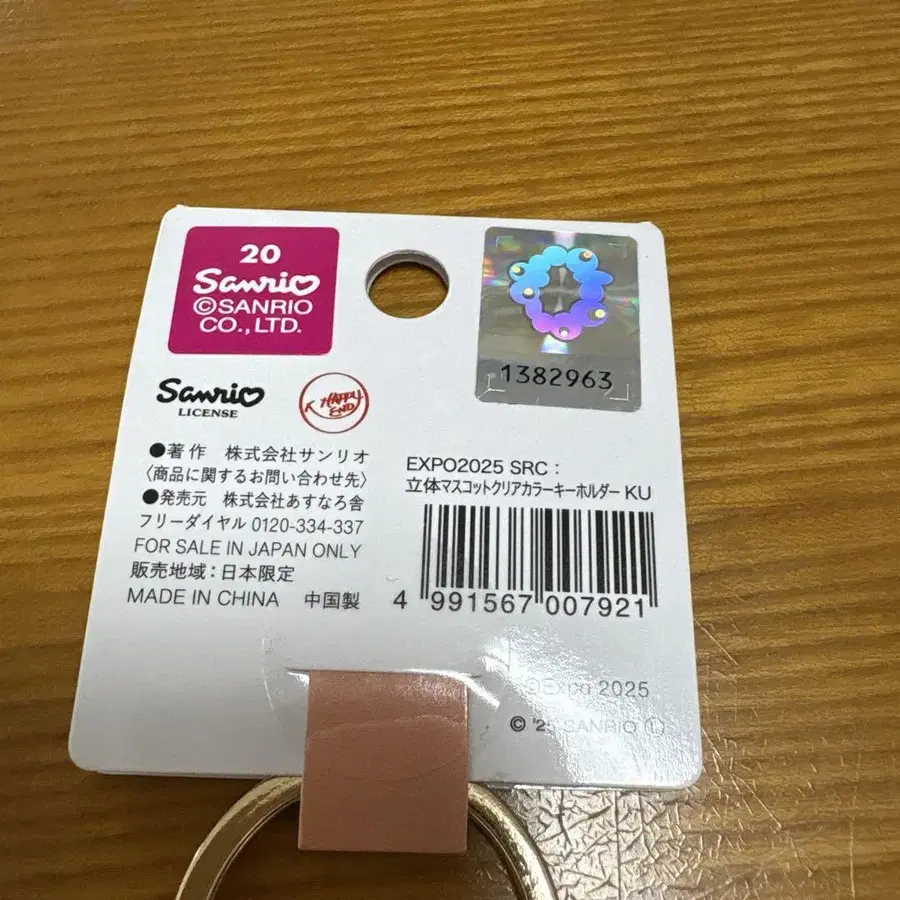 20
Sanrio
©SANRIO
CO., LTD.
1382963
Sanrio
LICENSE
HAPPY
END
●著作 株式会社サンリオ
〈商品に関するお問い合わせ先〉
●発売元 株式会社あすなろ舎
フリーダイヤル 0120-334-337
FOR SALE IN JAPAN ONLY
販売地域：日本限定
MADE IN CHINA 中国製
EXPO2025 SRC :
立体マスコットクリアカラーキーホルダー KU
4 991567 007921
©Expo 2025
© '25 SANRIO Ⓛ